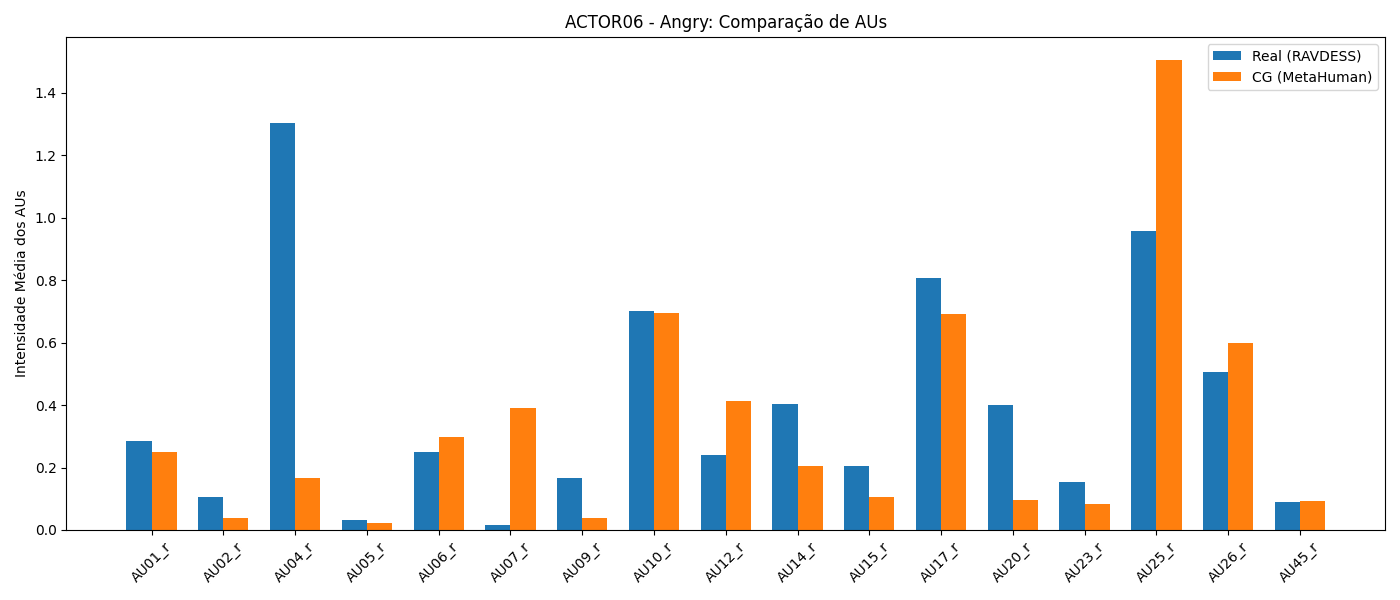 ACTOR06 - Angry: Comparação de AUs
Real (RAVDESS)
CG (MetaHuman)
Intensidade Média dos AUs
1.4
1.2
1.0
0.8
0.6
0.4
0.2
0.0
AU01_r
AU02_r
AU04_r
AU05_r
AU06_r
AU07_r
AU09_r
AU10_r
AU12_r
AU14_r
AU15_r
AU17_r
AU20_r
AU23_r
AU25_r
AU26_r
AU45_r